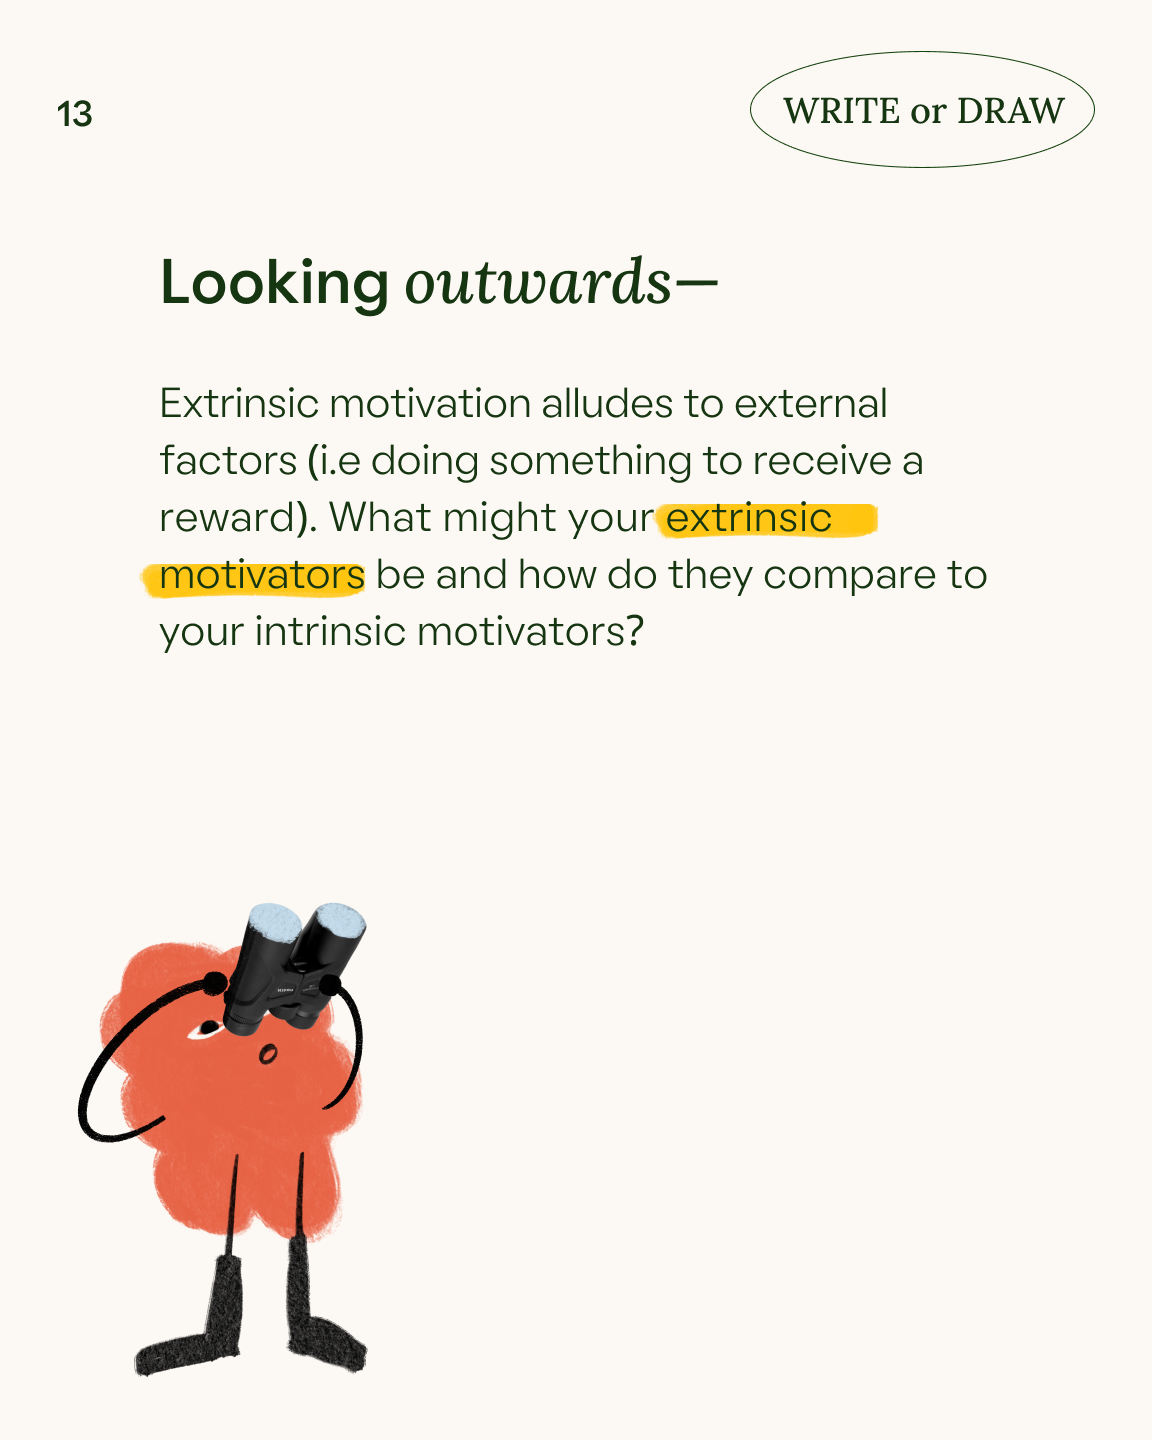 13
WRITE or DRAW
Looking outwards—
Extrinsic motivation alludes to external
factors (i.e doing something to receive a
reward). What might your extrinsic
motivators be and how do they compare to
your intrinsic motivators?